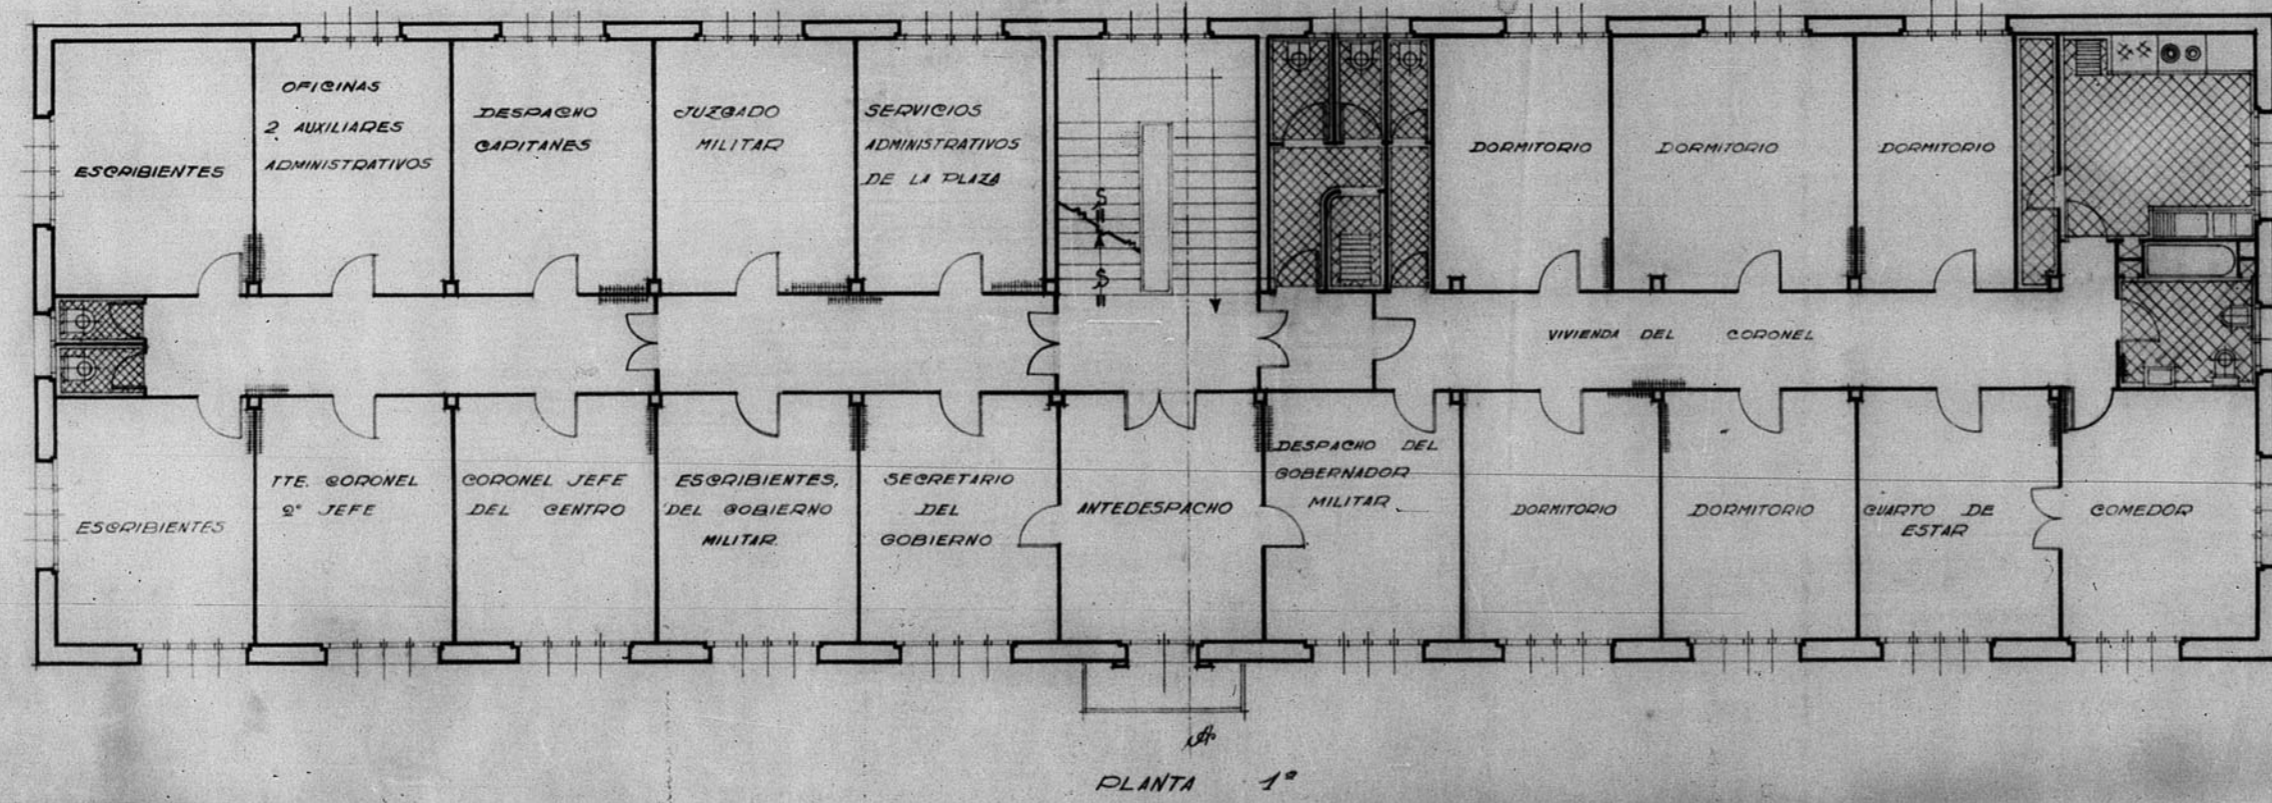 ESCRIBIENTES
OFICINAS
2 AUXILIARES
ADMINISTRATIVOS
DESPACHO
CAPITANES
JUZGADO
MILITAR
SERVICIOS
ADMINISTRATIVOS
DE LA PLAZA
S
S
DORMITORIO
DORMITORIO
DORMITORIO
VIVIENDA DEL CORONEL
ESCRIBIENTES
TTE. CORONEL
2º JEFE
CORONEL JEFE
DEL CENTRO
ESCRIBIENTES,
DEL GOBIERNO
MILITAR.
SECRETARIO
DEL
GOBIERNO
ANTEDESPACHO
DESPACHO DEL
GOBERNADOR
MILITAR.
DORMITORIO
DORMITORIO
CUARTO DE
ESTAR
COMEDOR
A
PLANTA 1ª